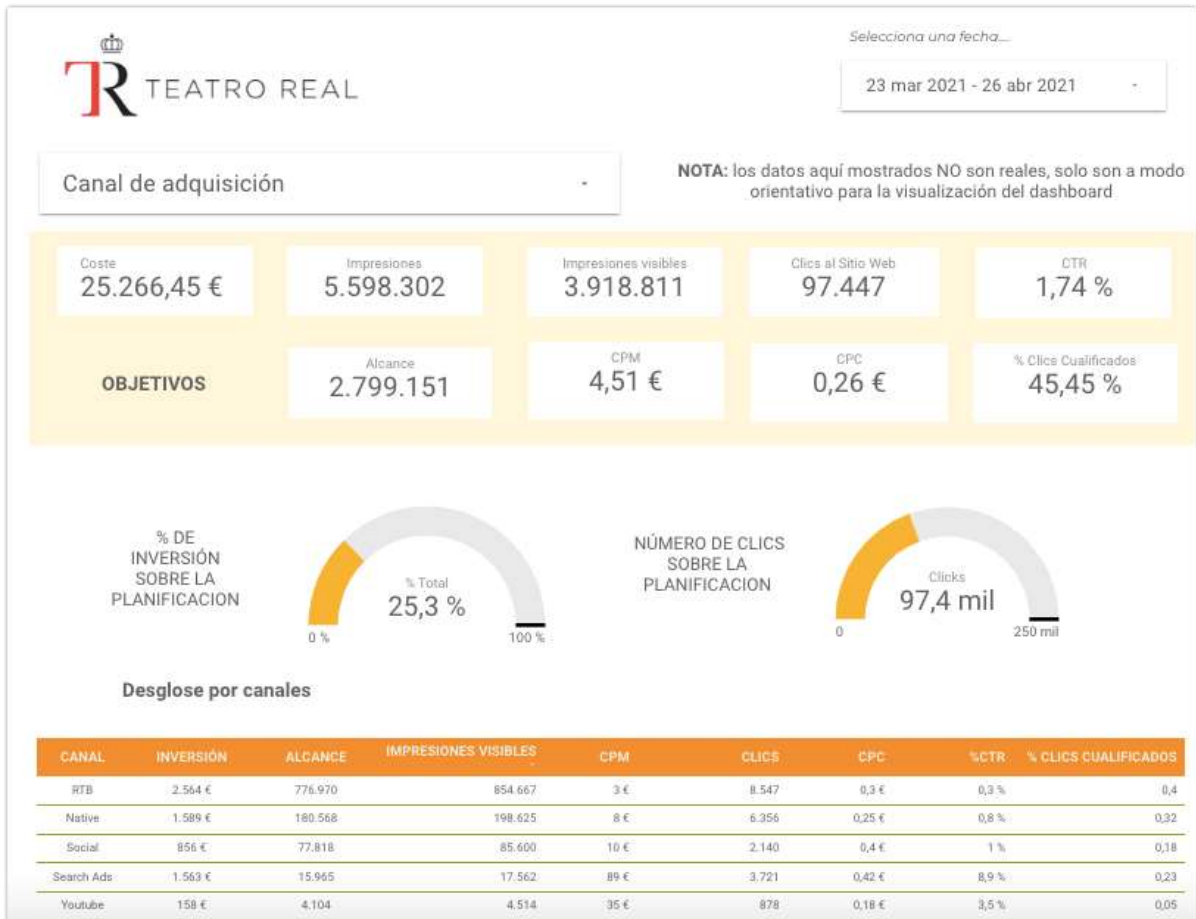 Selecciona una fecha....
TR TEATRO REAL
23 mar 2021 - 26 abr 2021
Canal de adquisición
NOTA: los datos aquí mostrados NO son reales, solo son a modo
orientativo para la visualización del dashboard
Coste
25.266,45 €
Impresiones
5.598.302
Impresiones visibles
3.918.811
Clics al Sitio Web
97.447
CTR
1,74 %
OBJETIVOS
Alcance
2.799.151
CPM
4,51 €
CPC
0,26 €
% Clics Cualificados
45,45 %
% DE
INVERSIÓN
SOBRE LA
PLANIFICACION
% Total
25,3 %
0 %
100 %
NÚMERO DE CLICS
SOBRE LA
PLANIFICACION
Clicks
97,4 mil
0
250 mil
Desglose por canales
CANAL INVERSIÓN ALCANCE IMPRESIONES VISIBLES CPM CLICS CPC %CTR % CLICS CUALIFICADOS
RTB 2.564 € 776.970 854.667 3 € 8.547 0,3 € 0,3 % 0,4
Native 1.589 € 180.568 198.625 8 € 6.356 0,25 € 0,8 % 0,32
Social 856 € 77.818 85.600 10 € 2.140 0,4 € 1 % 0,18
Search Ads 1.563 € 15.965 17.562 89 € 3.721 0,42 € 8,9 % 0,23
Youtube 158 € 4.104 4.514 35 € 878 0,18 € 3,5 % 0,05